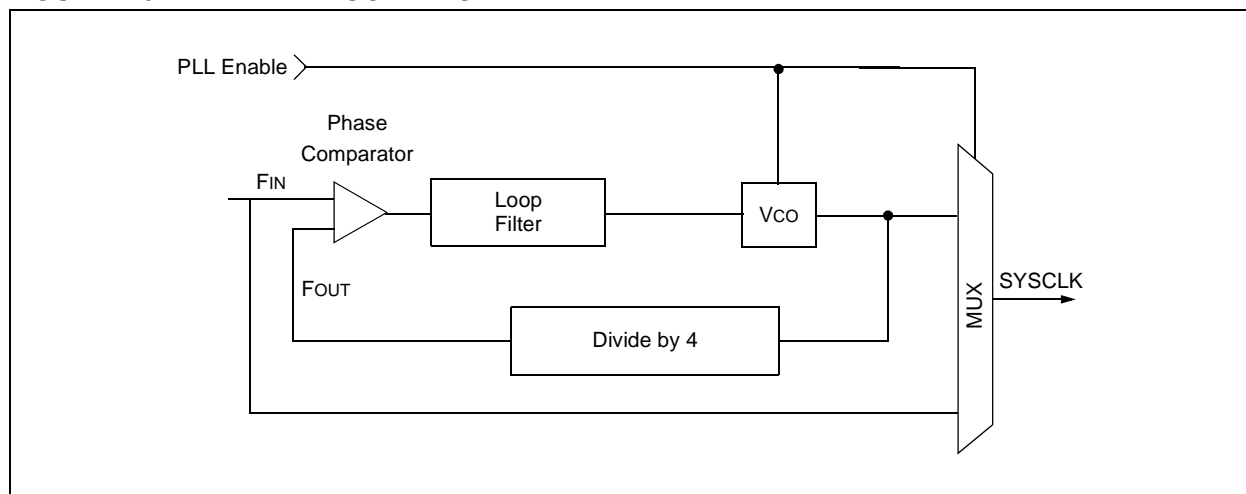 PLL Enable
Phase
Comparator
FIN
Loop
Filter
VCO
SYSCLK
MUX
FOUT
Divide by 4